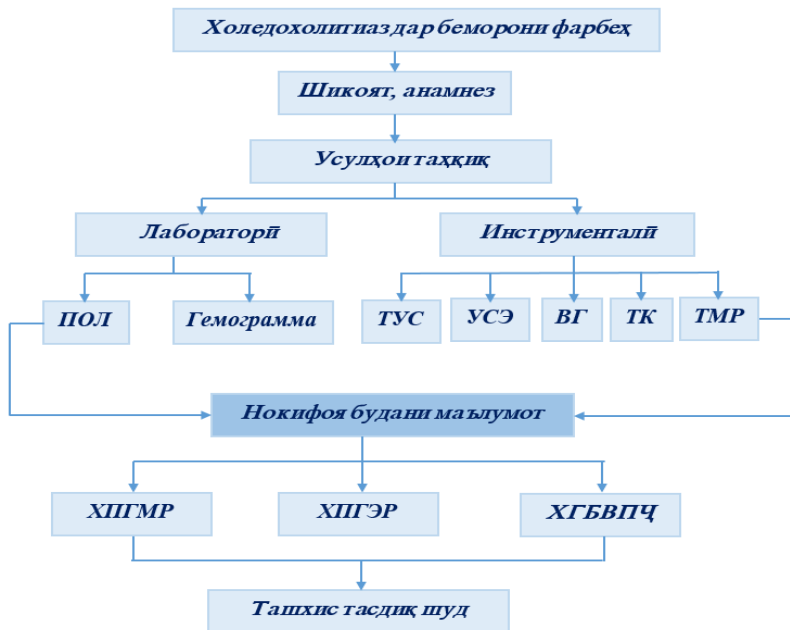 Холедохолитиаз дар беморони фарбеҳ
Шикоят, анамнез
Усулҳои таҳқиқ
Лабораторӣ
Инструменталӣ
ПОЛ
Гемограмма
ТУС
УСЭ
ВГ
ТК
ТМР
Нокифоя будани маълумот
ХПГМР
ХПГЭР
ХГБВПҶ
Ташхис тасдиқ шуд